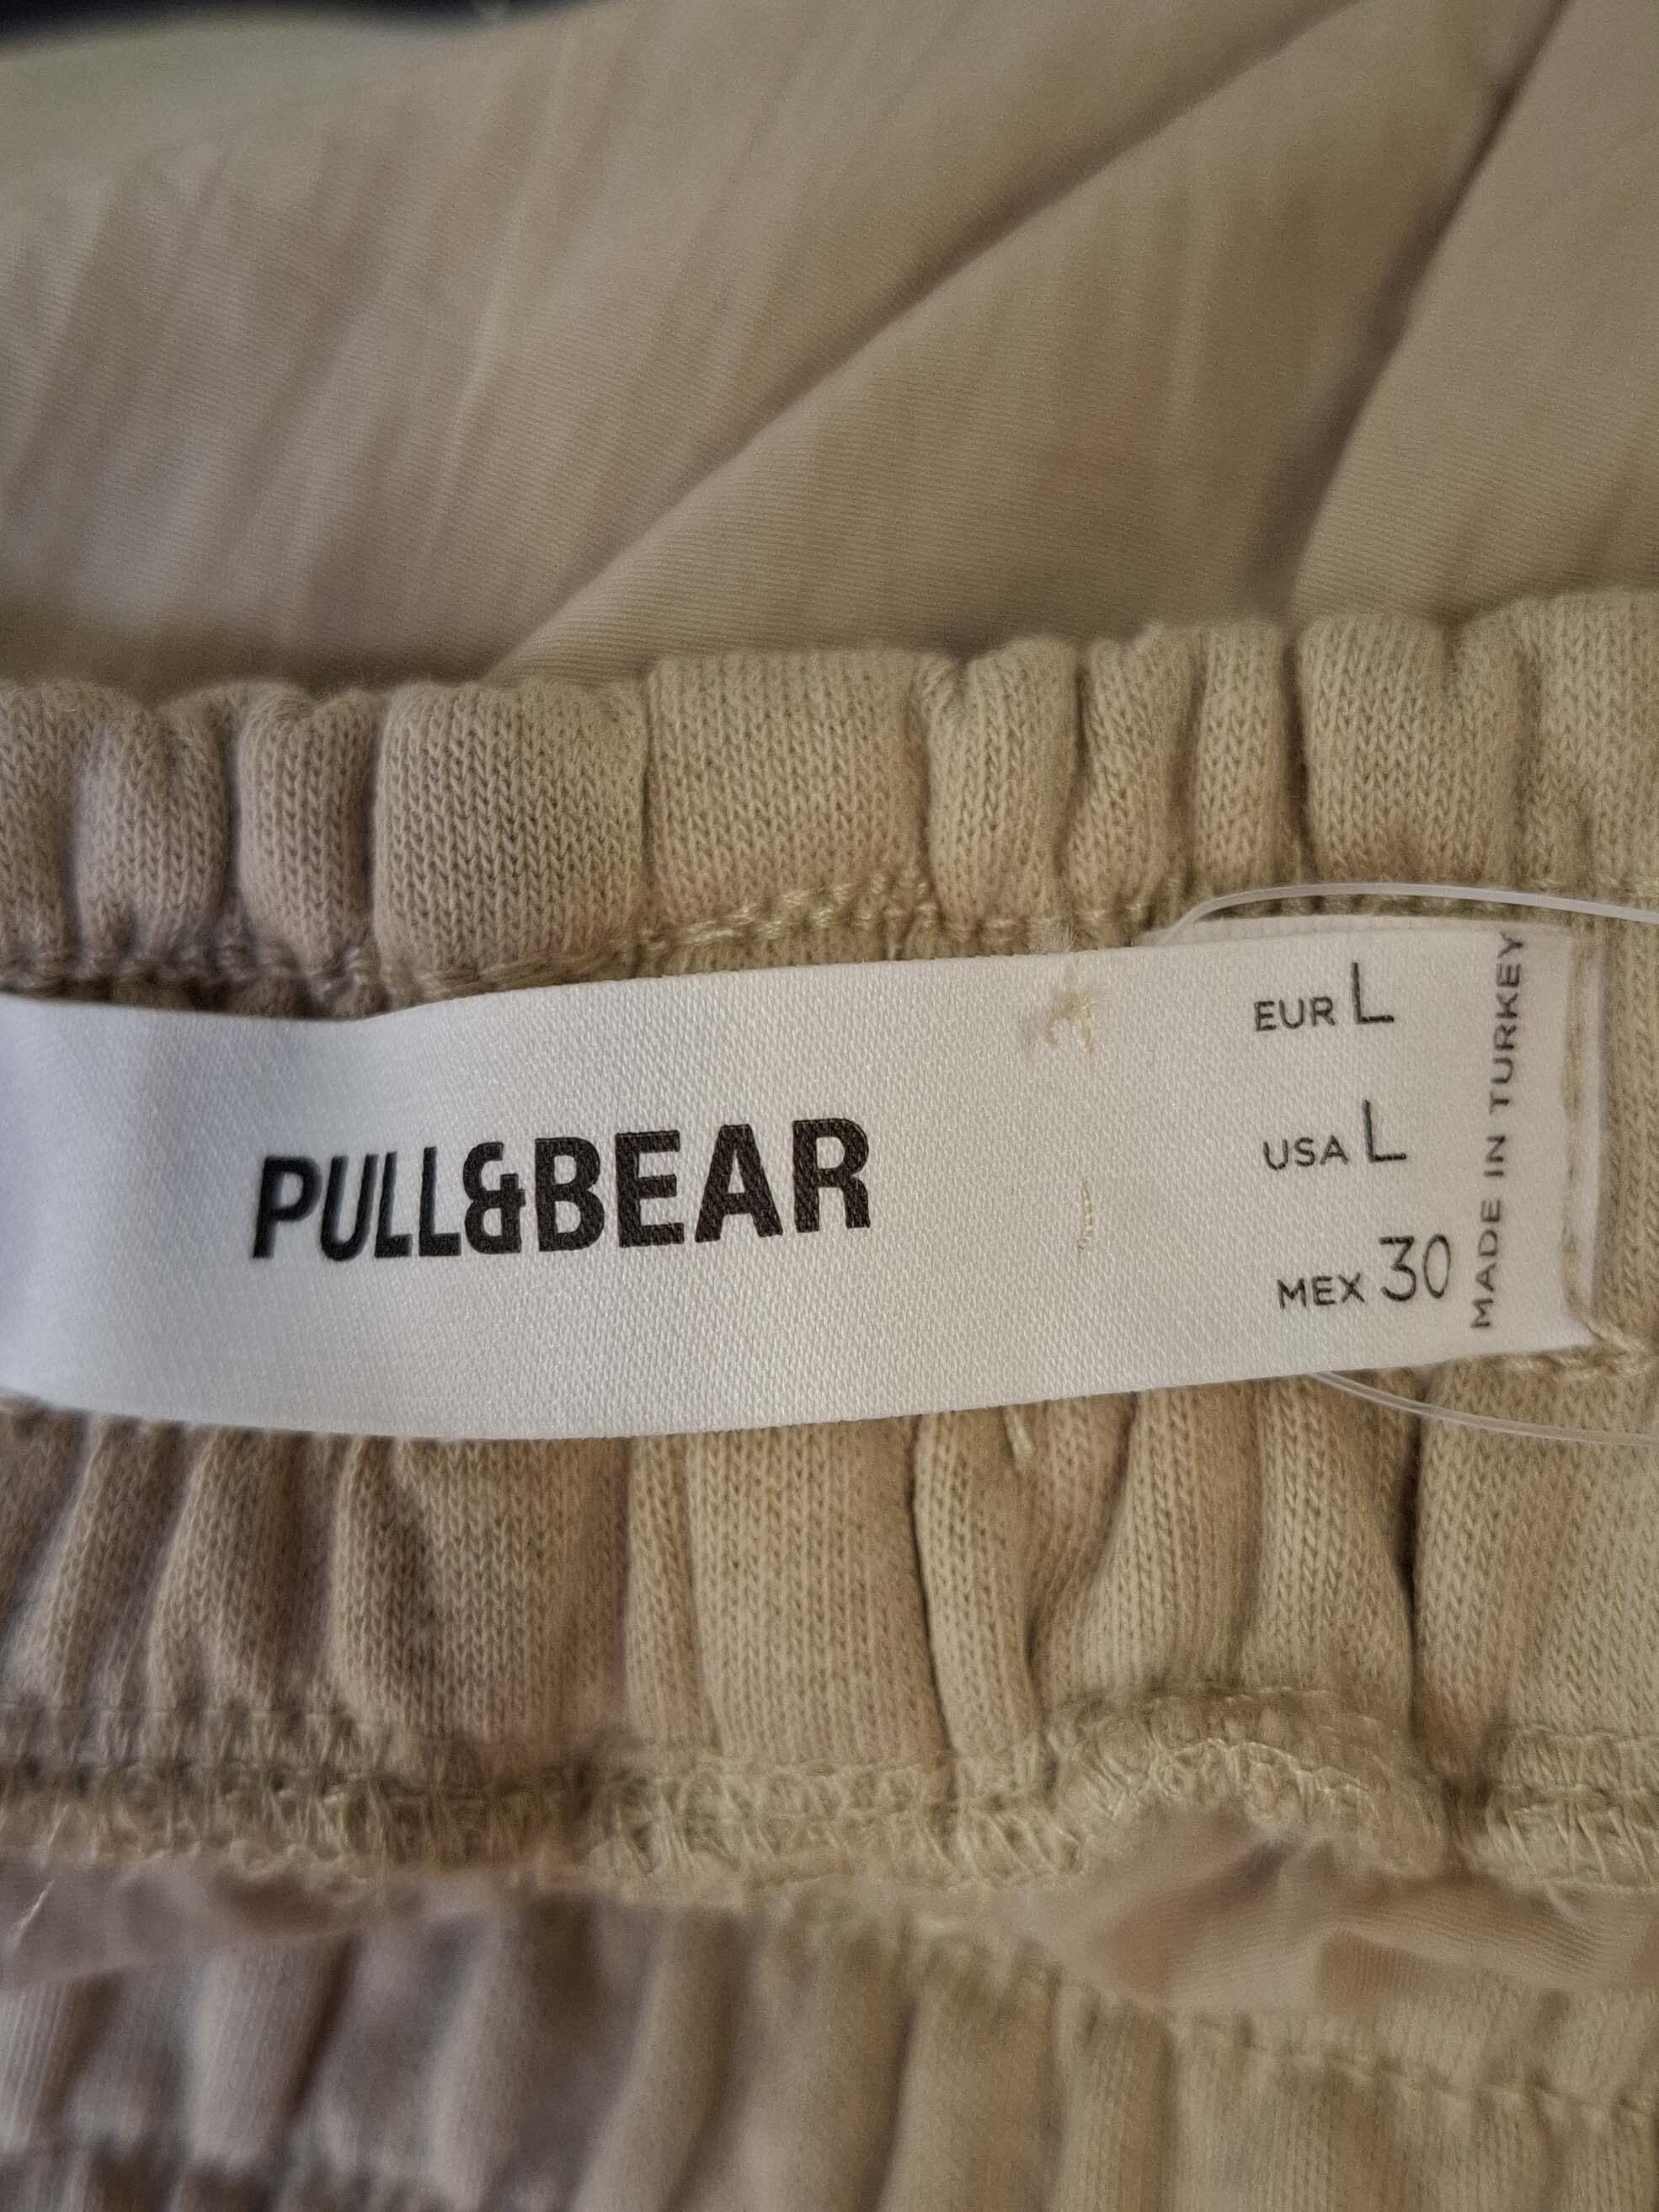 PULL&BEAR
EUR L
USA L
MEX 30
MADE IN TURKEY